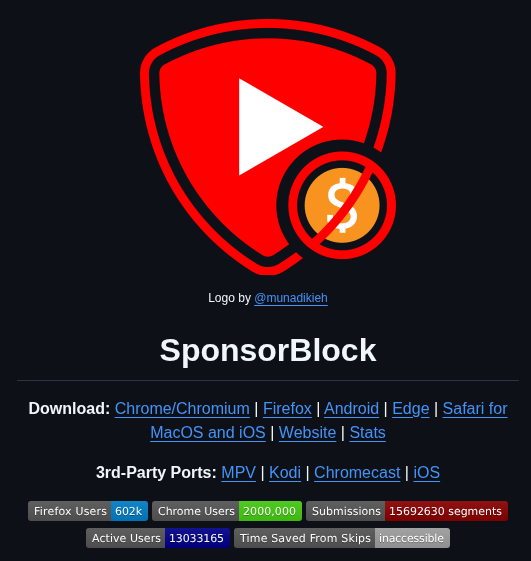 $
Logo by @munadikieh
SponsorBlock
Download: Chrome/Chromium | Firefox | Android | Edge | Safari for
MacOS and iOS | Website | Stats
3rd-Party Ports: MPV | Kodi | Chromecast | iOS
Firefox Users 602k Chrome Users 2000,000 Submissions 15692630 segments
Active Users 13033165 Time Saved From Skips inaccessible